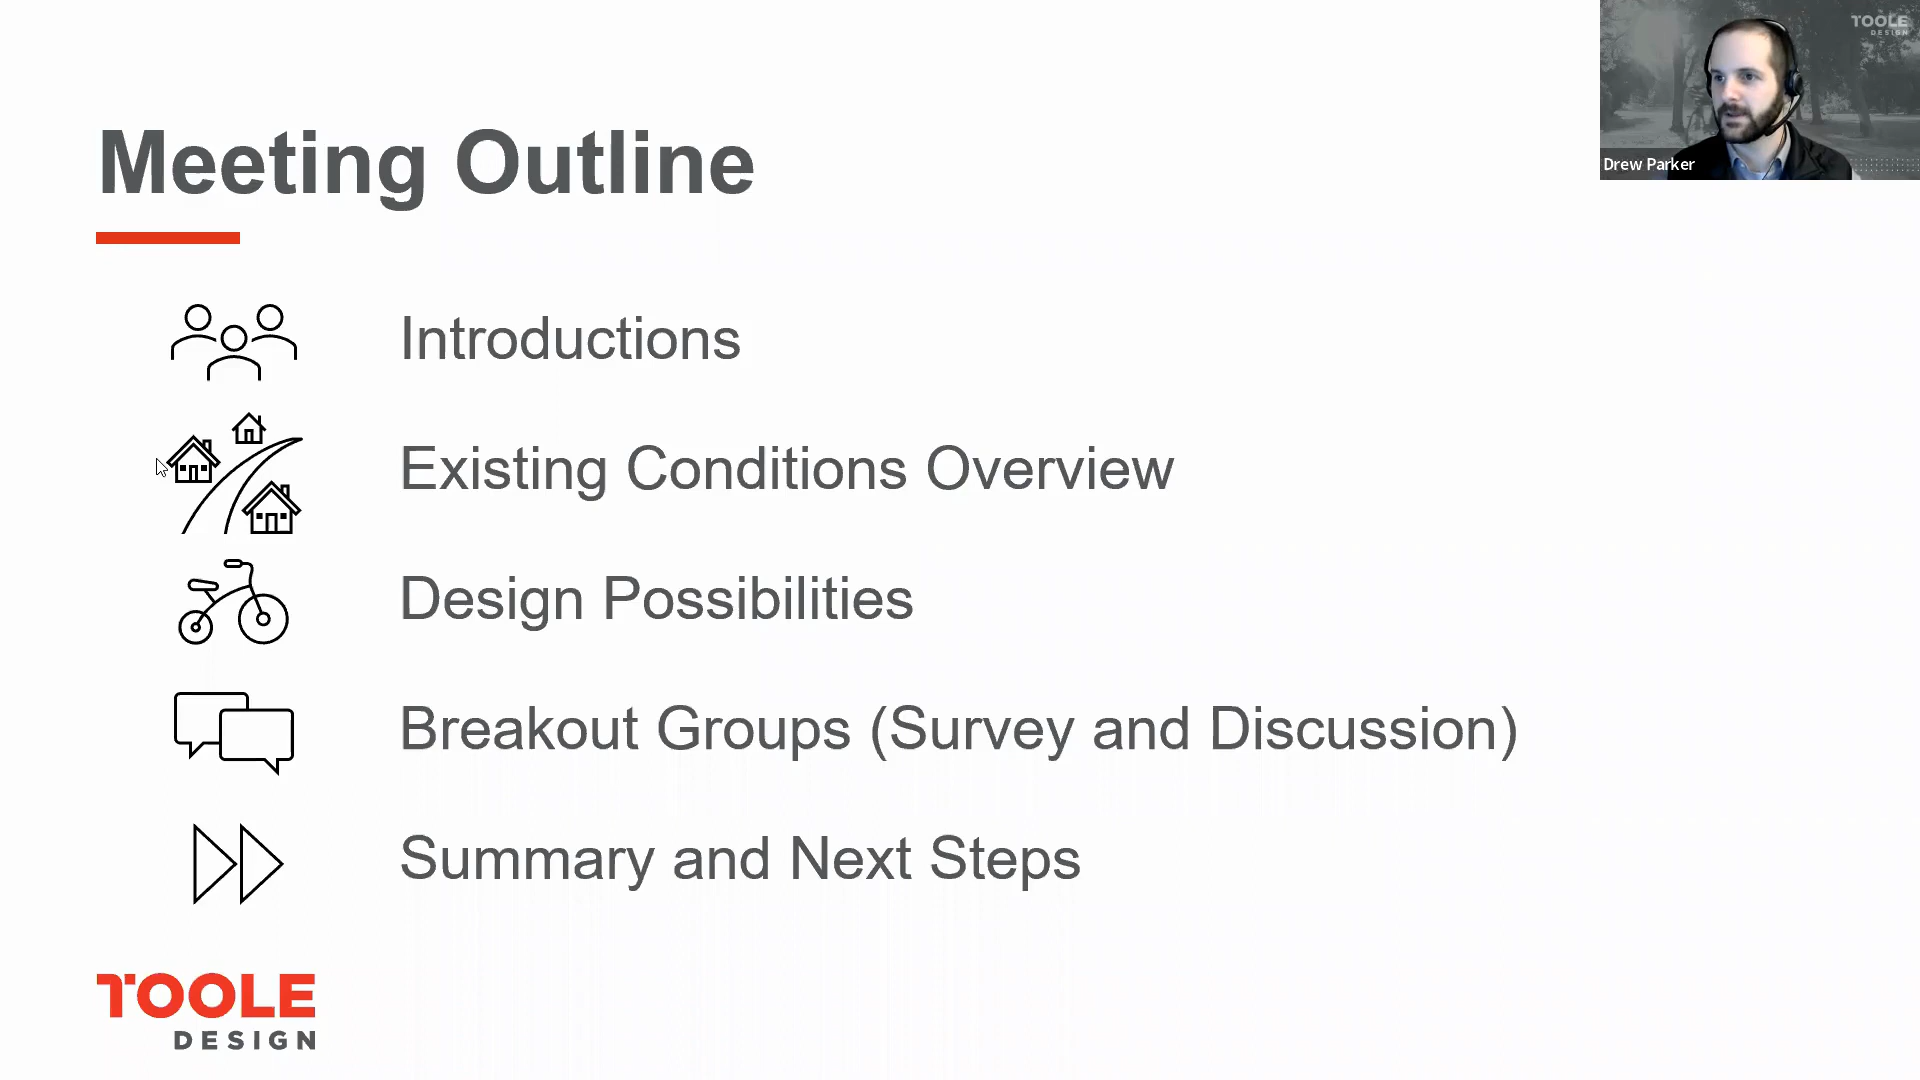 TOOLE
DESIGN
Drew Parker
Meeting Outline
Introductions
Existing Conditions Overview
Design Possibilities
Breakout Groups (Survey and Discussion)
Summary and Next Steps
TOOLE
DESIGN